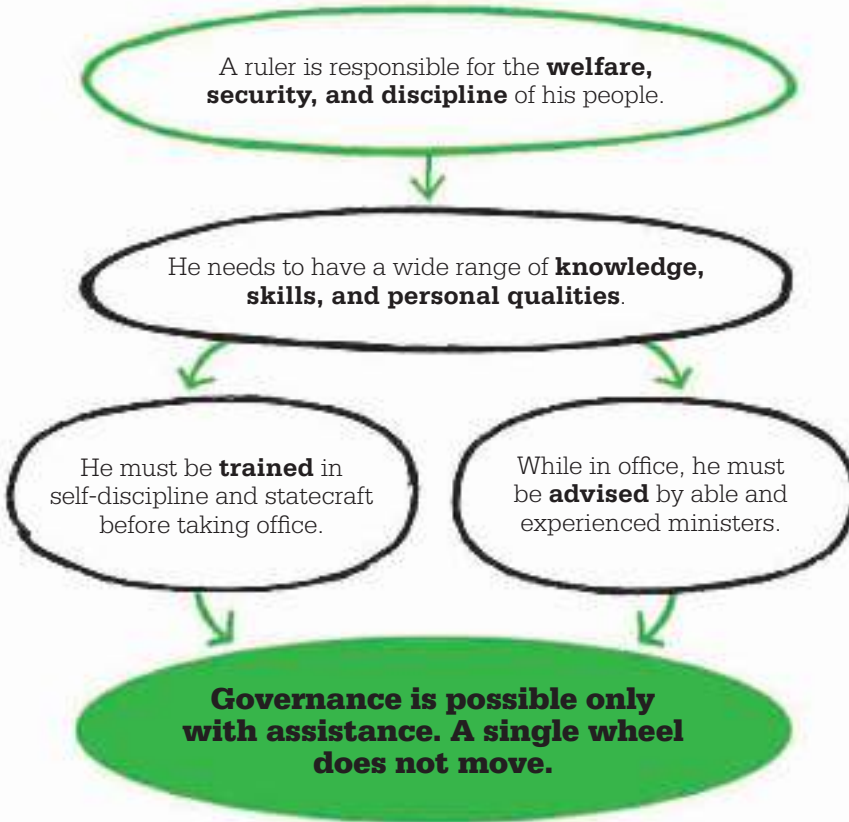 A ruler is responsible for the welfare,
security, and discipline of his people.
He needs to have a wide range of knowledge,
skills, and personal qualities.
He must be trained in
self-discipline and statecraft
before taking office.
While in office, he must
be advised by able and
experienced ministers.
Governance is possible only
with assistance. A single wheel
does not move.